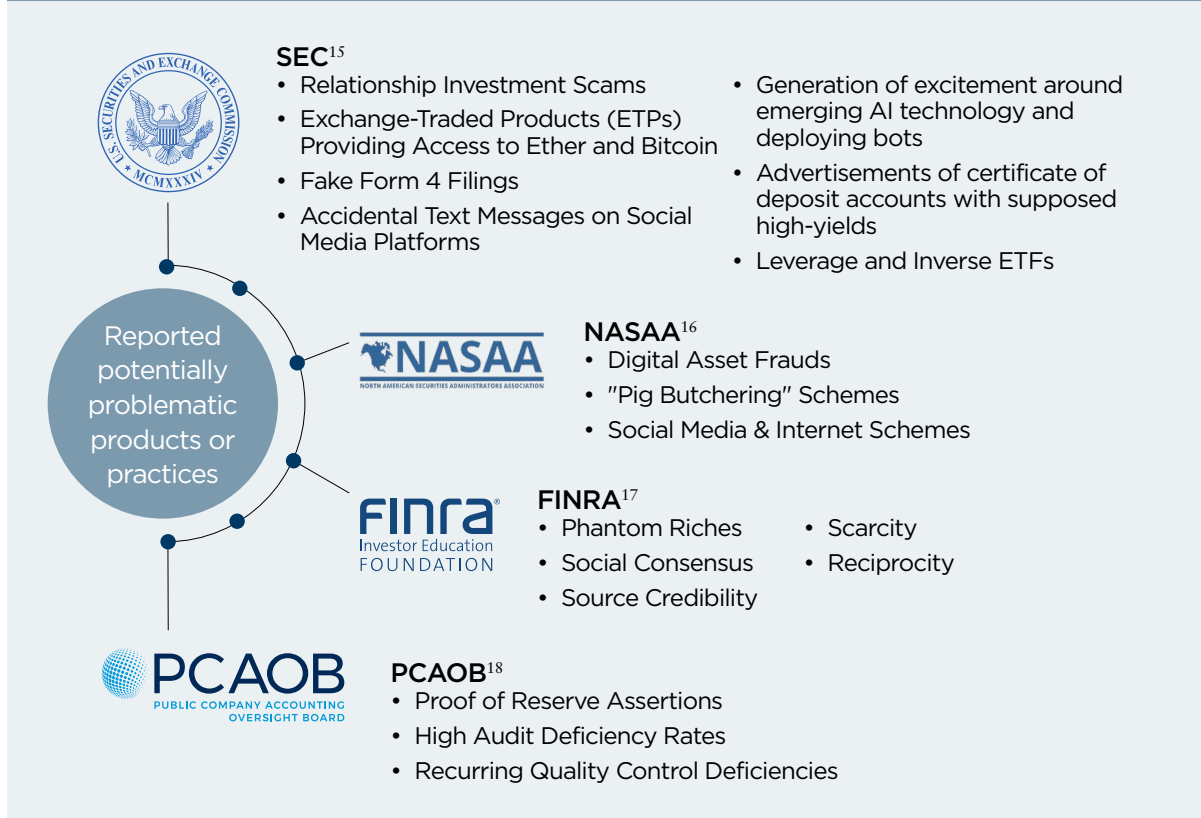 U.S. SECURITIES AND EXCHANGE COMMISSION
MCMXXXIV
SEC15
• Relationship Investment Scams
• Exchange-Traded Products (ETPs)
Providing Access to Ether and Bitcoin
• Fake Form 4 Filings
• Accidental Text Messages on Social
Media Platforms
• Generation of excitement around
emerging AI technology and
deploying bots
• Advertisements of certificate of
deposit accounts with supposed
high-yields
• Leverage and Inverse ETFs
Reported
potentially
problematic
products or
practices
NASAA
NORTH AMERICAN SECURITIES ADMINISTRATORS ASSOCIATION
NASAA16
• Digital Asset Frauds
• "Pig Butchering" Schemes
• Social Media & Internet Schemes
FINRA®
Investor Education
FOUNDATION
FINRA17
• Phantom Riches
• Social Consensus
• Source Credibility
• Scarcity
• Reciprocity
PCAOB
PUBLIC COMPANY ACCOUNTING
OVERSIGHT BOARD
PCAOB18
• Proof of Reserve Assertions
• High Audit Deficiency Rates
• Recurring Quality Control Deficiencies